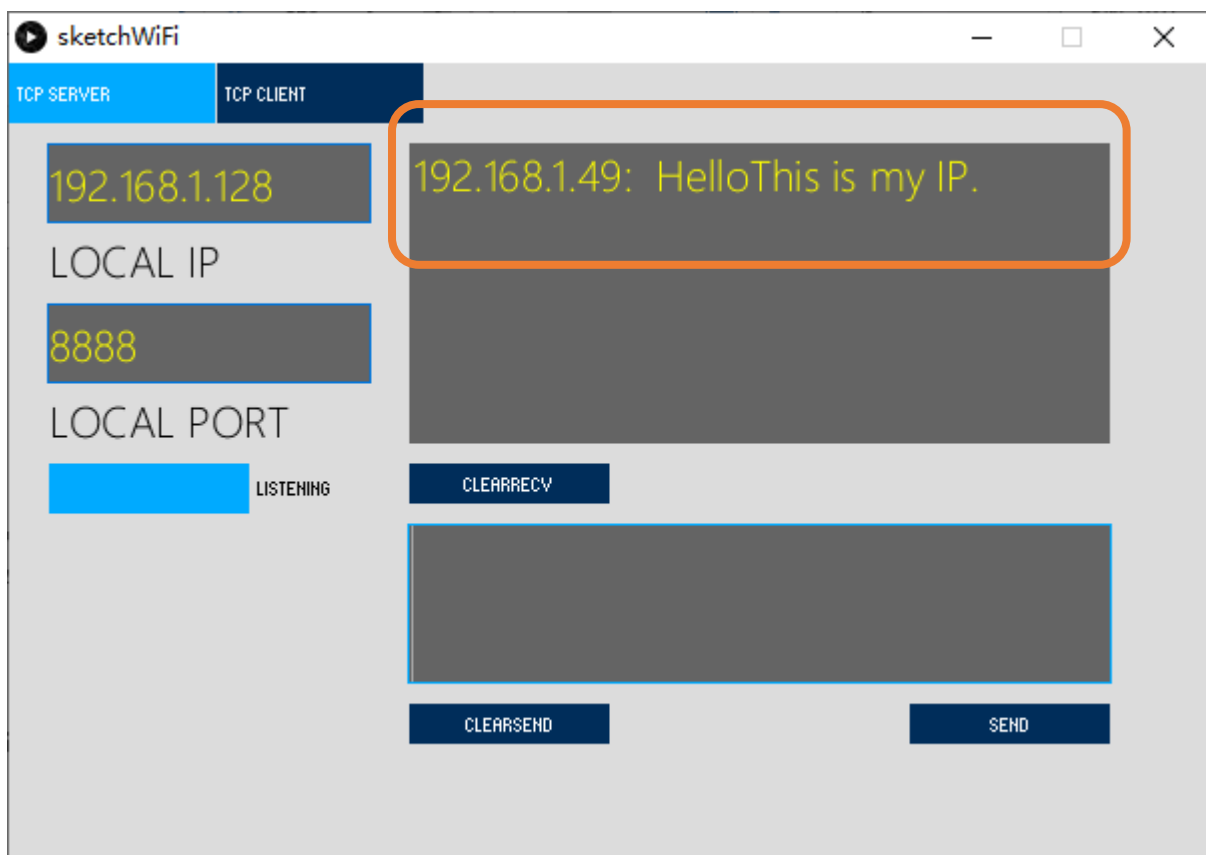 sketchWiFi
TCP SERVER
TCP CLIENT
192.168.1.128
LOCAL IP
8888
LOCAL PORT
LISTENING
192.168.1.49:  HelloThis is my IP.
CLEARRECV
CLEARSEND
SEND